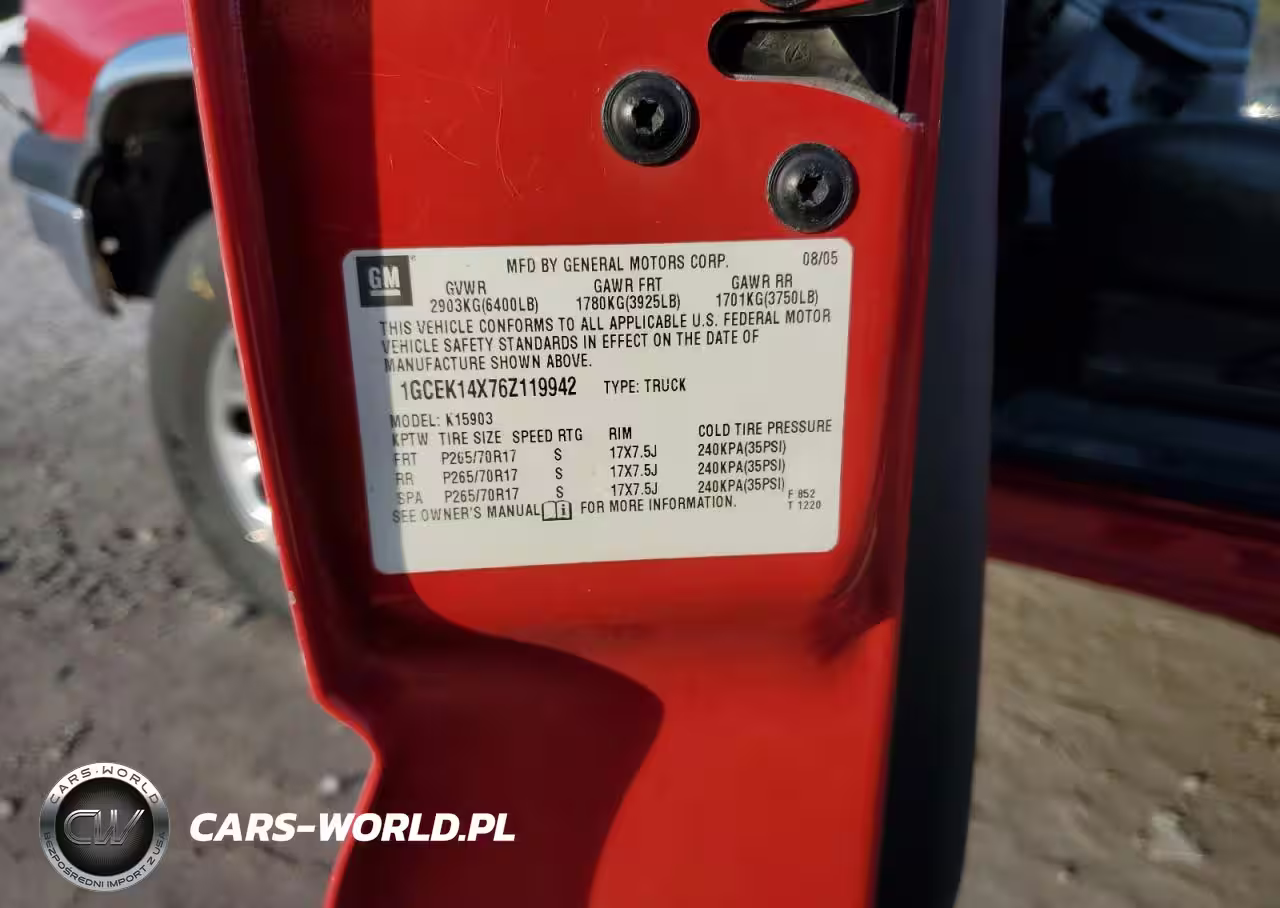 GM
MFD BY GENERAL MOTORS CORP. 08/05
GVWR GAWR FRT GAWR RR
2903KG(6400LB) 1780KG(3925LB) 1701KG(3750LB)
THIS VEHICLE CONFORMS TO ALL APPLICABLE U.S. FEDERAL MOTOR
VEHICLE SAFETY STANDARDS IN EFFECT ON THE DATE OF
MANUFACTURE SHOWN ABOVE.
1GCEK14X76Z119942 TYPE: TRUCK
MODEL: K15903
KPTW TIRE SIZE SPEED RTG RIM COLD TIRE PRESSURE
FRT P265/70R17 S 17X7.5J 240KPA(35PSI)
RR P265/70R17 S 17X7.5J 240KPA(35PSI)
SPA P265/70R17 S 17X7.5J 240KPA(35PSI)
SEE OWNER'S MANUAL FOR MORE INFORMATION.
F 852
T 1220
CARS-WORLD
CW
BEZPOŚREDNI IMPORT Z USA
CARS-WORLD.PL